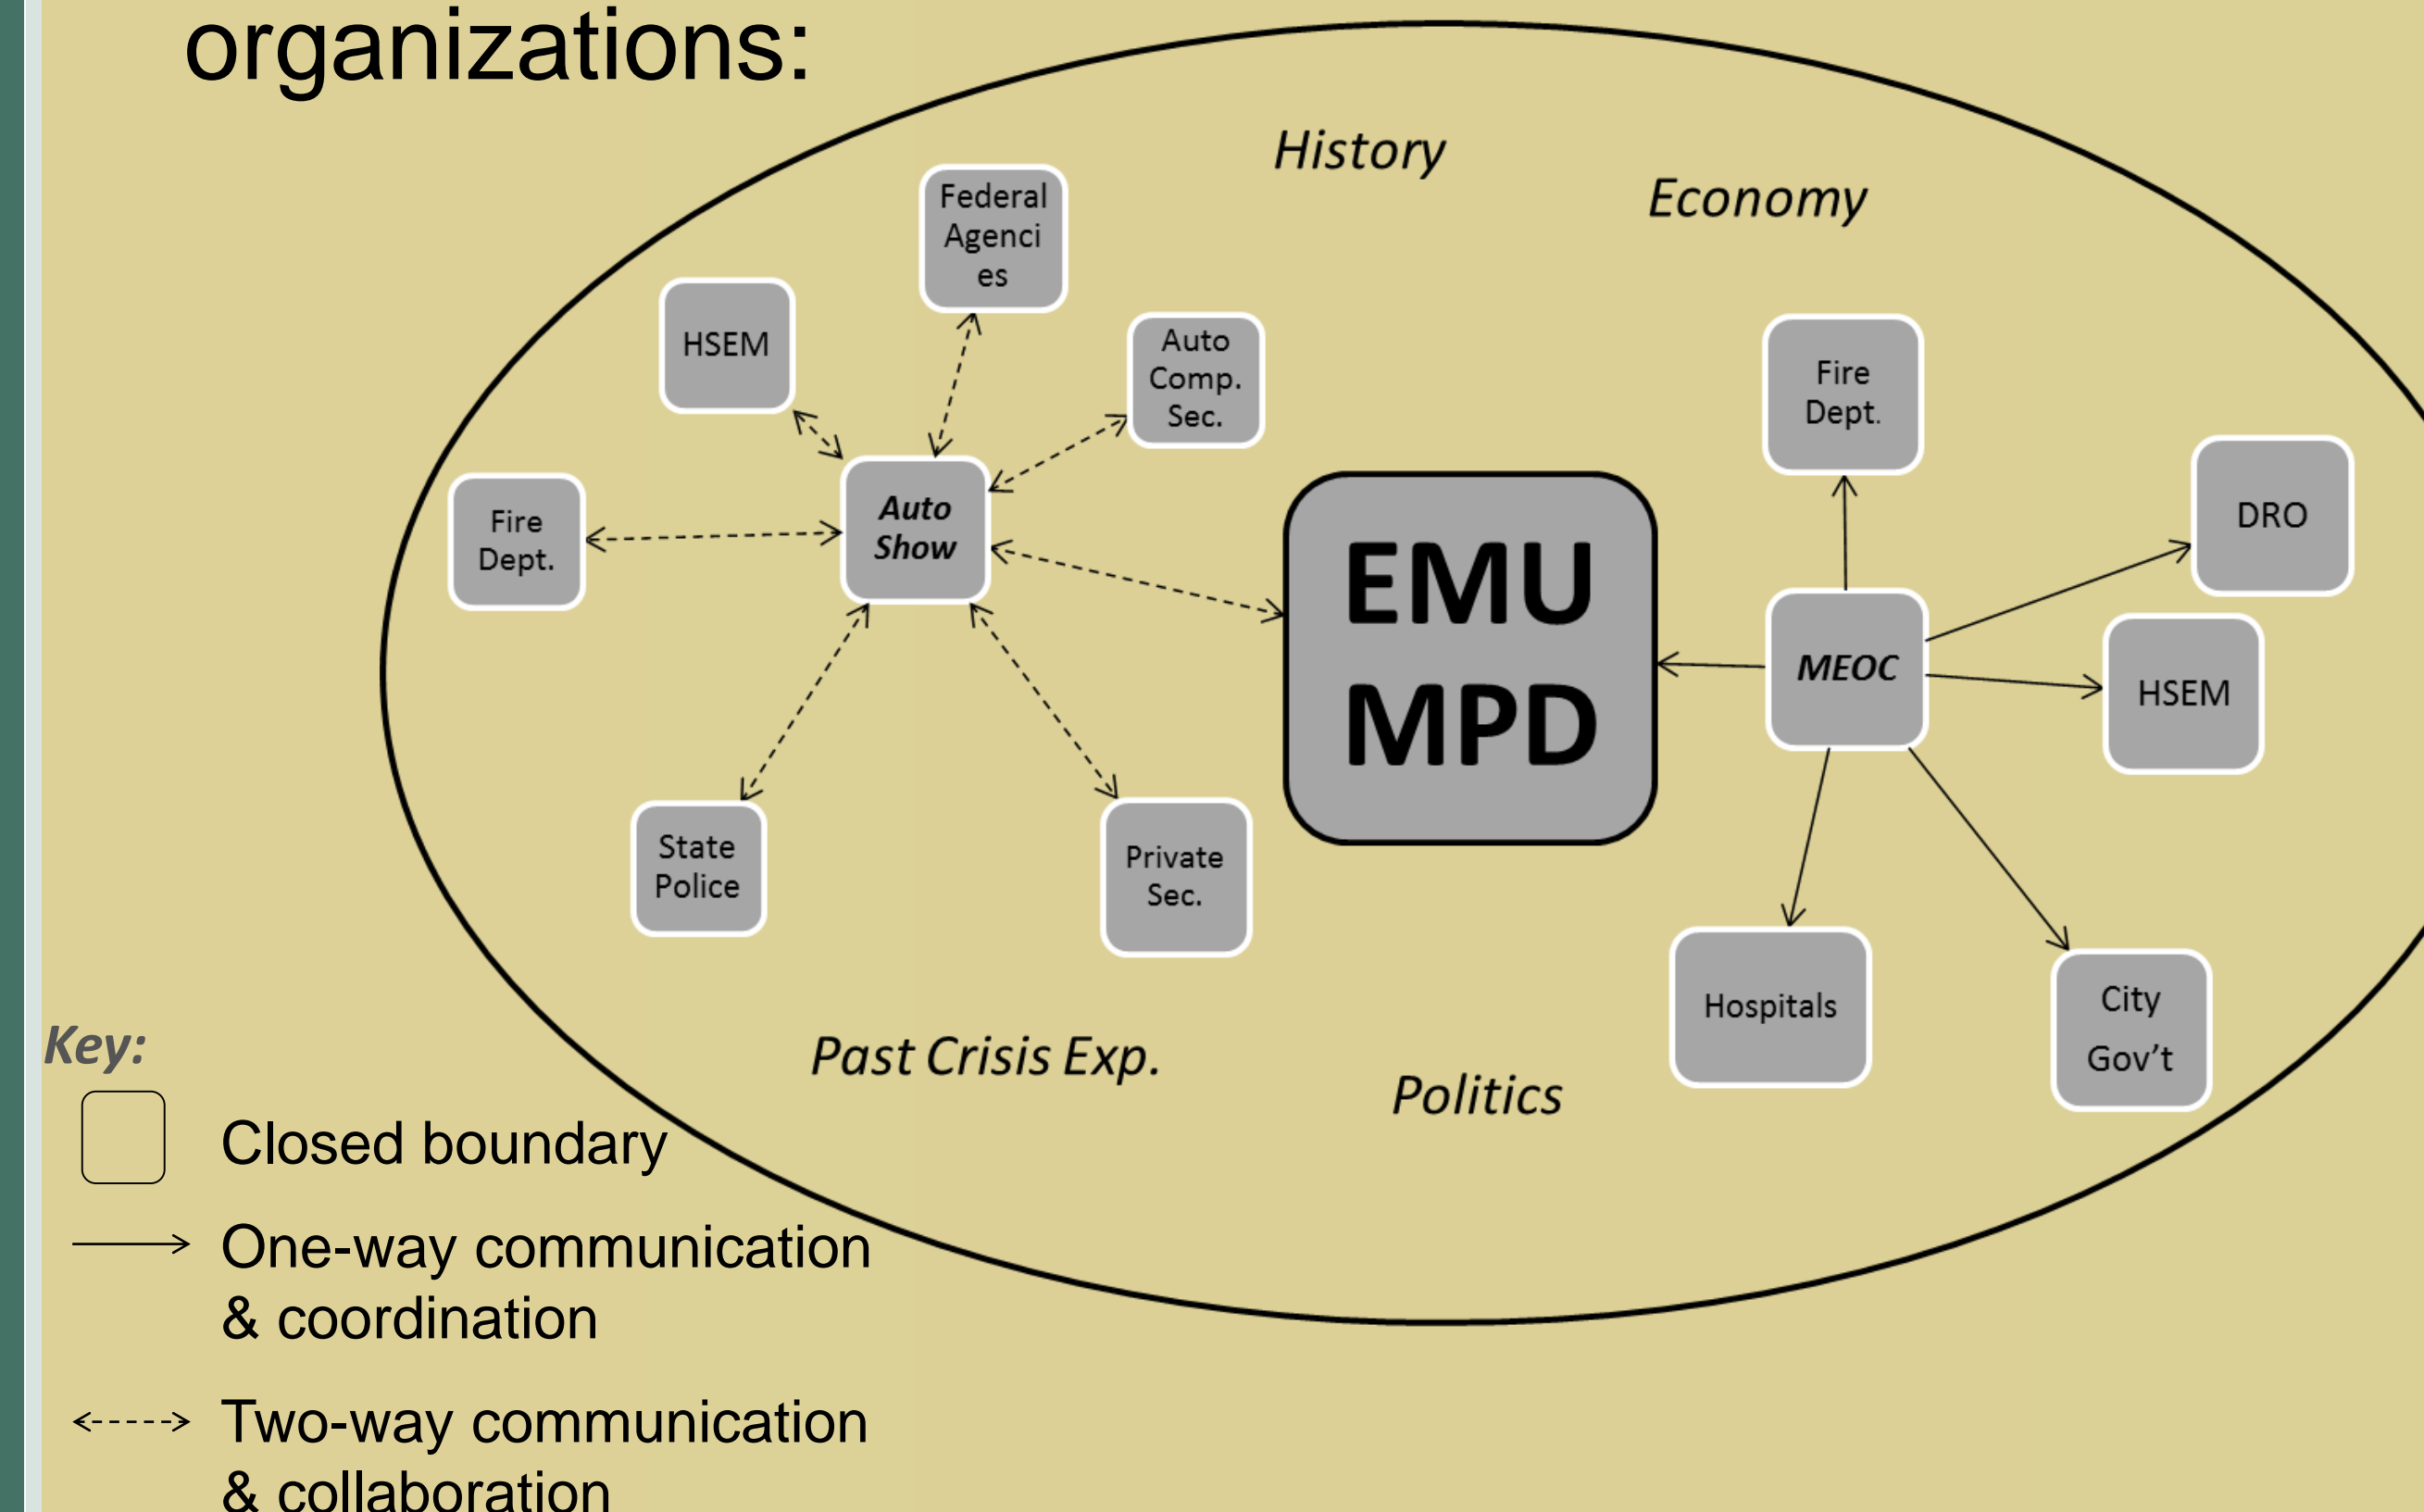 organizations:
History
Economy
Federal
Agenci
es
HSEM
Auto
Comp.
Sec.
Fire
Dept.
Auto
Show
Fire
Dept.
DRO
EMU
MPD
MEOC
HSEM
State
Police
Private
Sec.
Hospitals
City
Gov’t
Past Crisis Exp.
Politics
Key:
Closed boundary
One-way communication
& coordination
Two-way communication
& collaboration